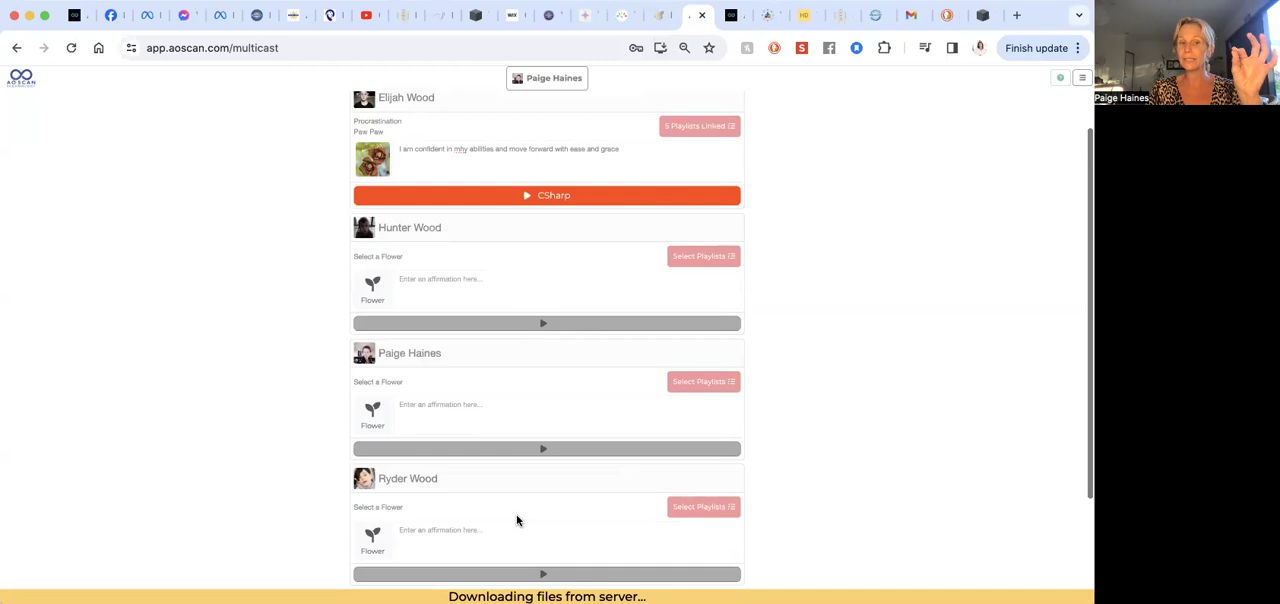 app.aoscan.com/multicast
Finish update
AO SCAN
Paige Haines
Paige Haines
Elijah Wood
Procrastination
Paw Paw
5 Playlists Linked
I am confident in mhy abilities and move forward with ease and grace
CSharp
Hunter Wood
Select a Flower
Select Playlists
Enter an affirmation here...
Flower
Paige Haines
Select a Flower
Select Playlists
Enter an affirmation here...
Flower
Ryder Wood
Select a Flower
Select Playlists
Enter an affirmation here...
Flower
Downloading files from server...